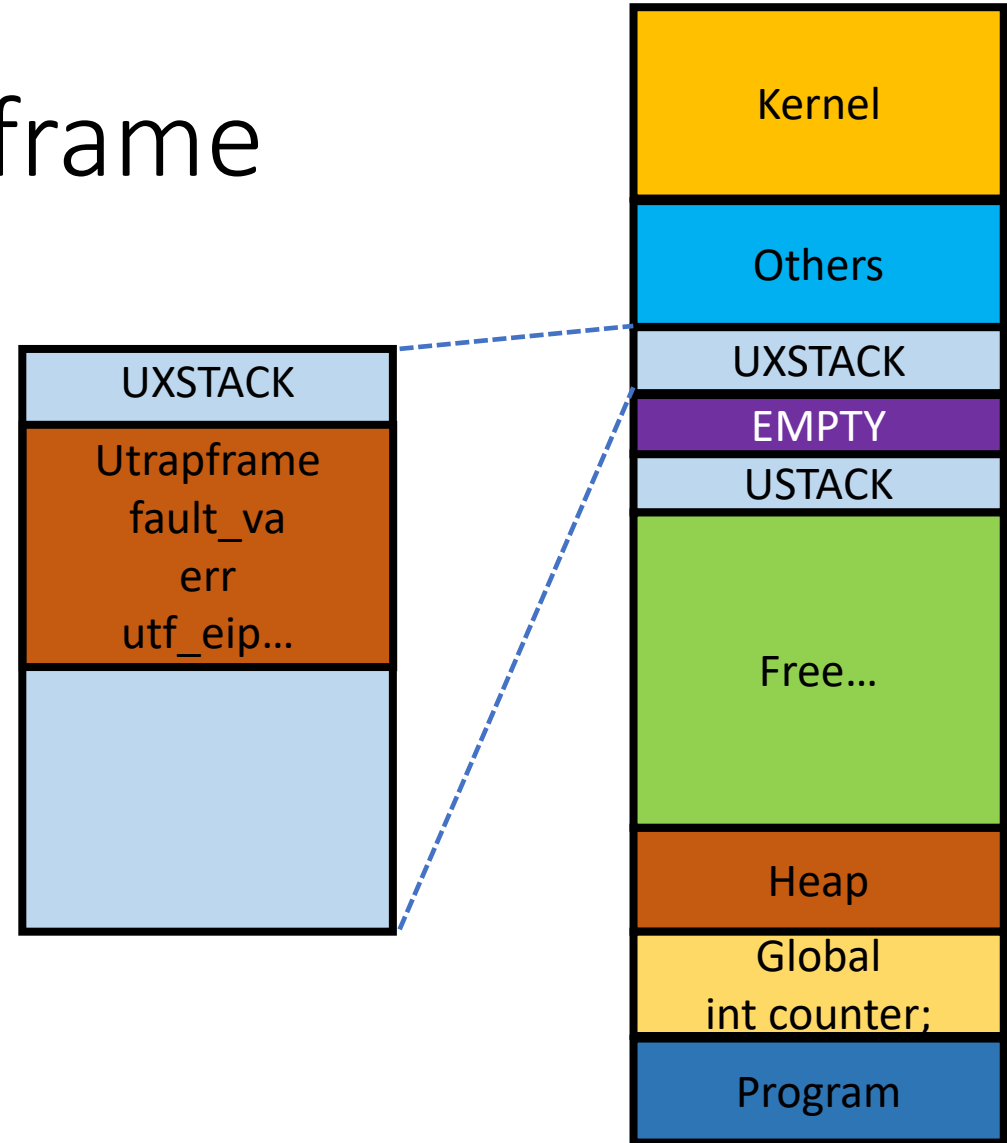 frame
UXSTACK
Utrapframe
fault_va
err
utf_eip…
Kernel
Others
UXSTACK
EMPTY
USTACK
Free…
Heap
Global
int counter;
Program